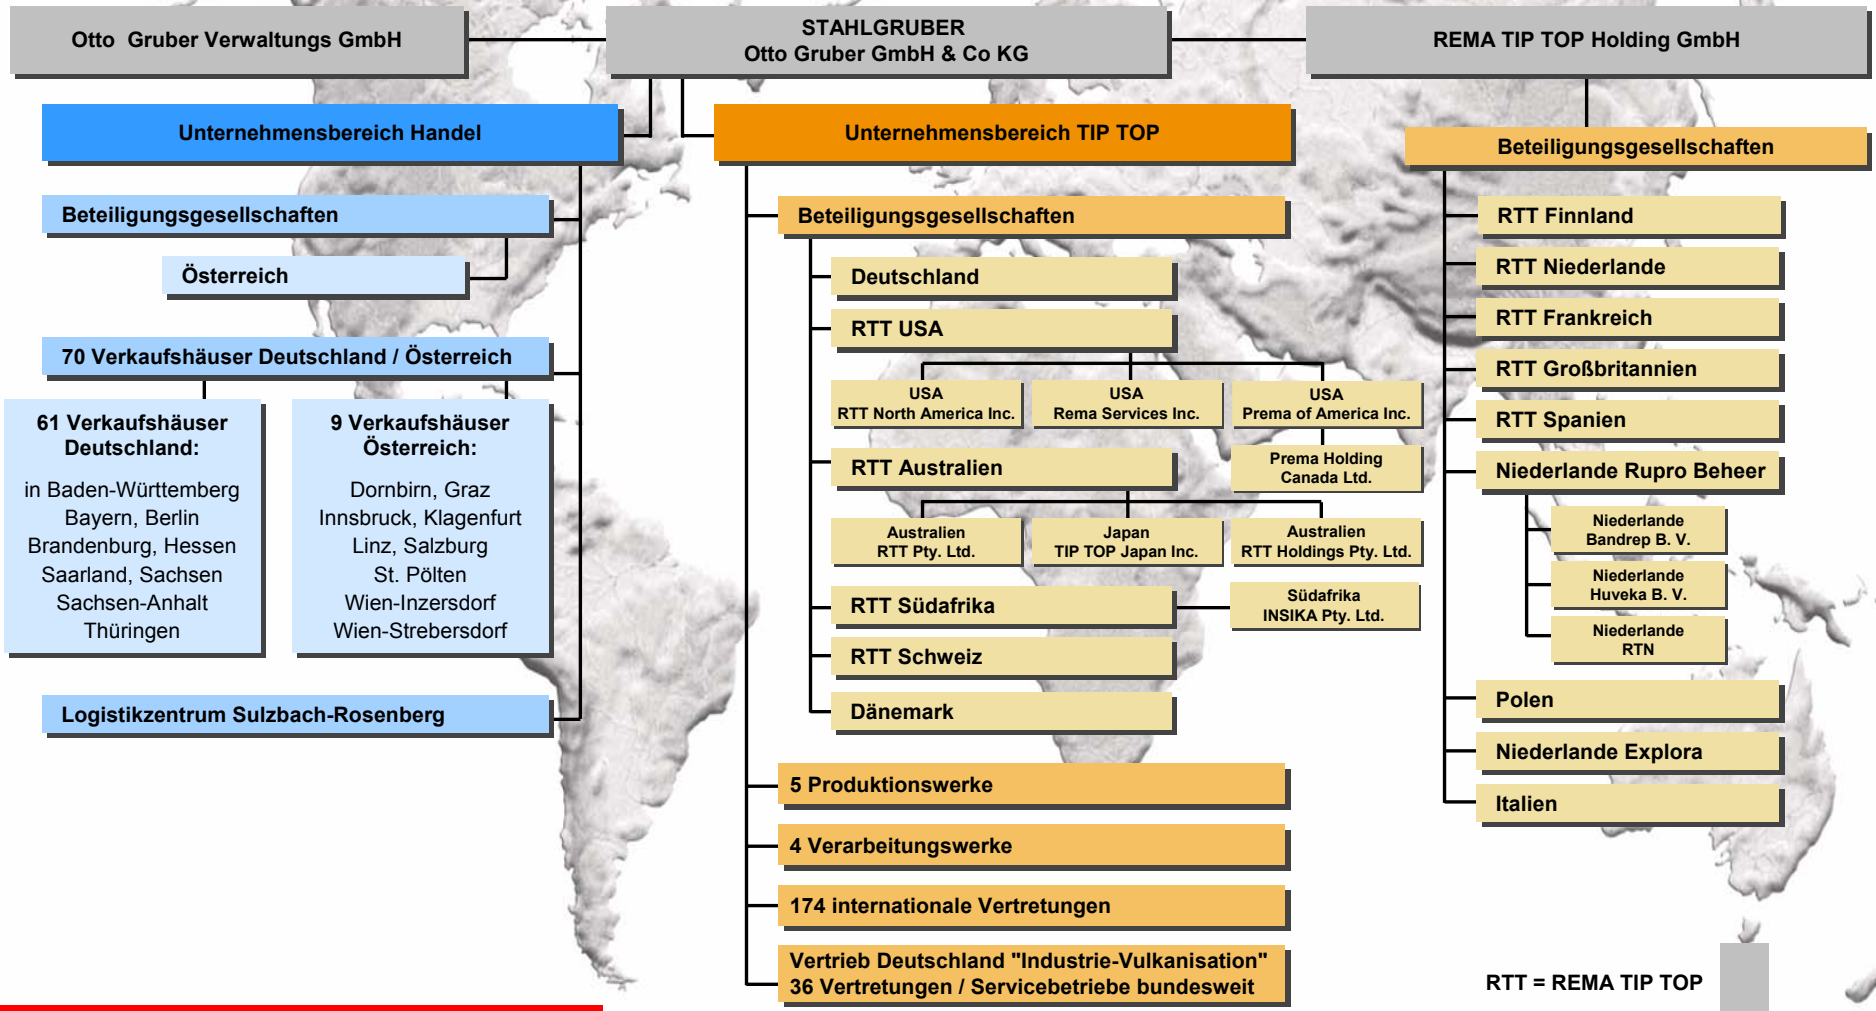 Otto Gruber Verwaltungs GmbH
STAHLGRUBER
Otto Gruber GmbH & Co KG
REMA TIP TOP Holding GmbH
Unternehmensbereich Handel
Beteiligungsgesellschaften
Österreich
70 Verkaufshäuser Deutschland / Österreich
61 Verkaufshäuser
Deutschland:
in Baden-Württemberg
Bayern, Berlin
Brandenburg, Hessen
Saarland, Sachsen
Sachsen-Anhalt
Thüringen
9 Verkaufshäuser
Österreich:
Dornbirn, Graz
Innsbruck, Klagenfurt
Linz, Salzburg
St. Pölten
Wien-Inzersdorf
Wien-Strebersdorf
Logistikzentrum Sulzbach-Rosenberg
Unternehmensbereich TIP TOP
Beteiligungsgesellschaften
Deutschland
RTT USA
USA
RTT North America Inc.
USA
Rema Services Inc.
USA
Prema of America Inc.
Prema Holding
Canada Ltd.
RTT Australien
Australien
RTT Pty. Ltd.
Japan
TIP TOP Japan Inc.
Australien
RTT Holdings Pty. Ltd.
RTT Südafrika
Südafrika
INSIKA Pty. Ltd.
RTT Schweiz
Dänemark
5 Produktionswerke
4 Verarbeitungswerke
174 internationale Vertretungen
Vertrieb Deutschland "Industrie-Vulkanisation"
36 Vertretungen / Servicebetriebe bundesweit
Beteiligungsgesellschaften
RTT Finnland
RTT Niederlande
RTT Frankreich
RTT Großbritannien
RTT Spanien
Niederlande Rupro Beheer
Niederlande
Bandrep B. V.
Niederlande
Huveka B. V.
Niederlande
RTN
Polen
Niederlande Explora
Italien
RTT = REMA TIP TOP